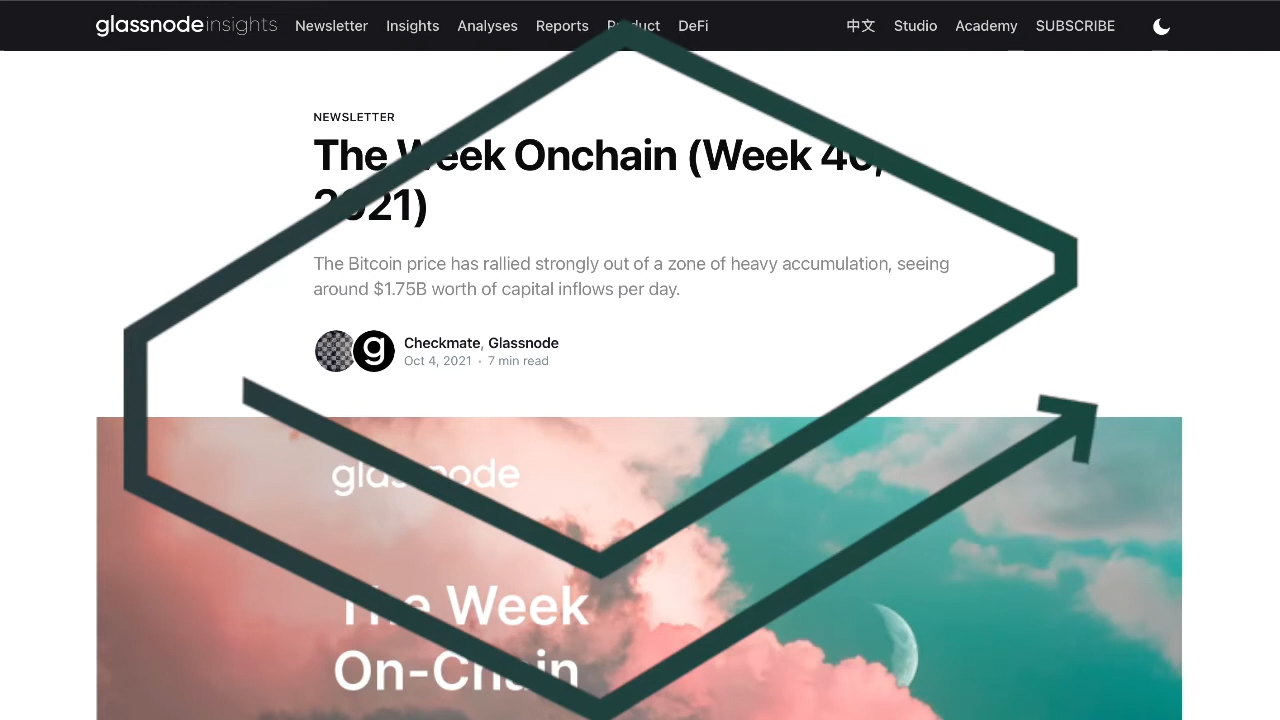 glassnode insights Newsletter Insights Analyses Reports Product DeFi 中文 Studio Academy SUBSCRIBE
NEWSLETTER
The Week Onchain (Week 40,
2021)
The Bitcoin price has rallied strongly out of a zone of heavy accumulation, seeing
around $1.75B worth of capital inflows per day.
Checkmate, Glassnode
Oct 4, 2021 • 7 min read
glassnode
The Week
On-Chain